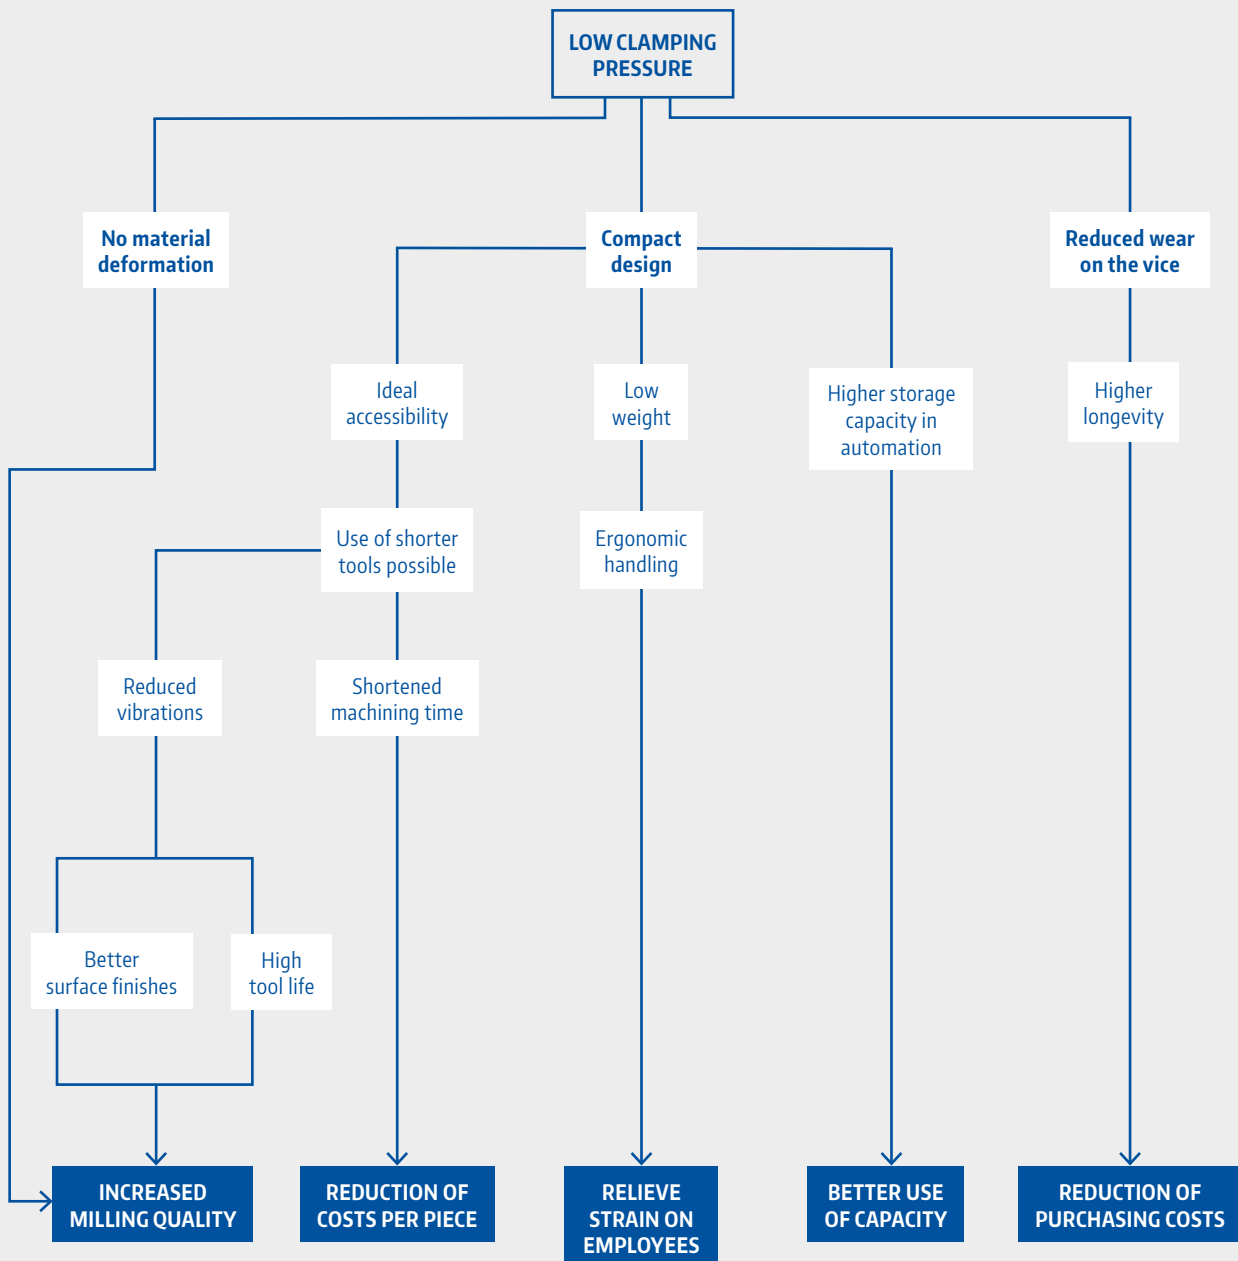 LOW CLAMPING
PRESSURE
No material
deformation
Compact
design
Reduced wear
on the vice
Ideal
accessibility
Low
weight
Higher storage
capacity in
automation
Higher
longevity
Use of shorter
tools possible
Ergonomic
handling
Reduced
vibrations
Shortened
machining time
Better
surface finishes
High
tool life
INCREASED
MILLING QUALITY
REDUCTION OF
COSTS PER PIECE
RELIEVE
STRAIN ON
EMPLOYEES
BETTER USE
OF CAPACITY
REDUCTION OF
PURCHASING COSTS